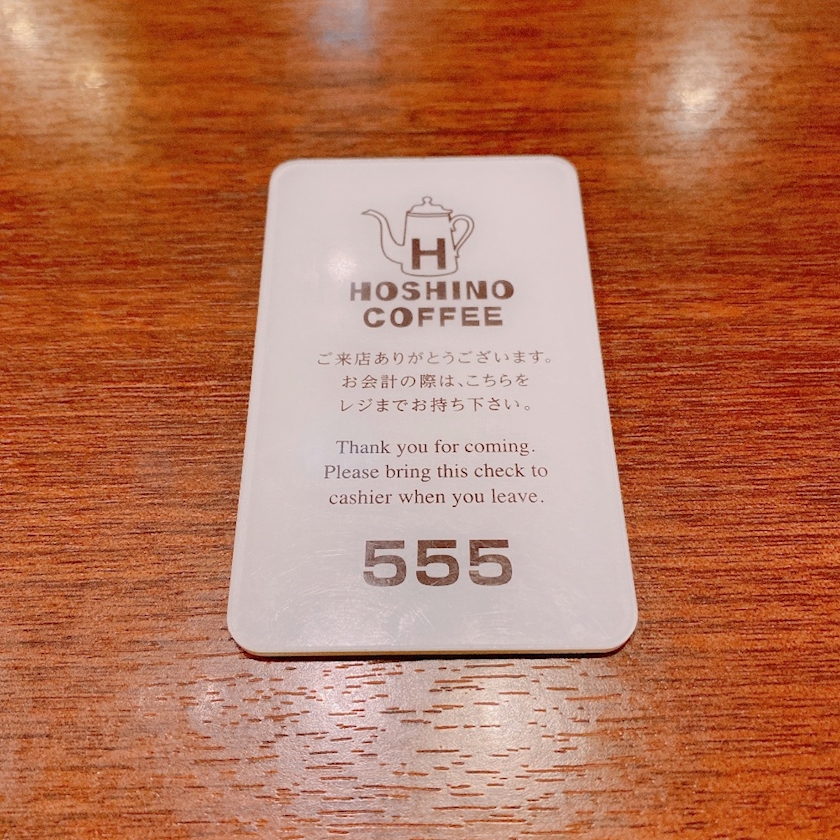 H
HOSHINO
COFFEE
ご来店ありがとうございます。
お会計の際は、こちらを
レジまでお持ち下さい。
Thank you for coming.
Please bring this check to
cashier when you leave.
555